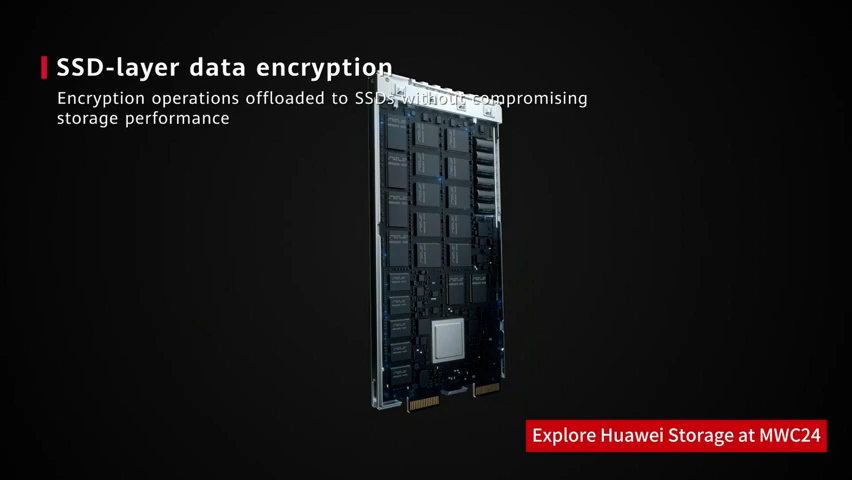 SSD-layer data encryption
Encryption operations offloaded to SSDs without compromising
storage performance
Explore Huawei Storage at MWC24